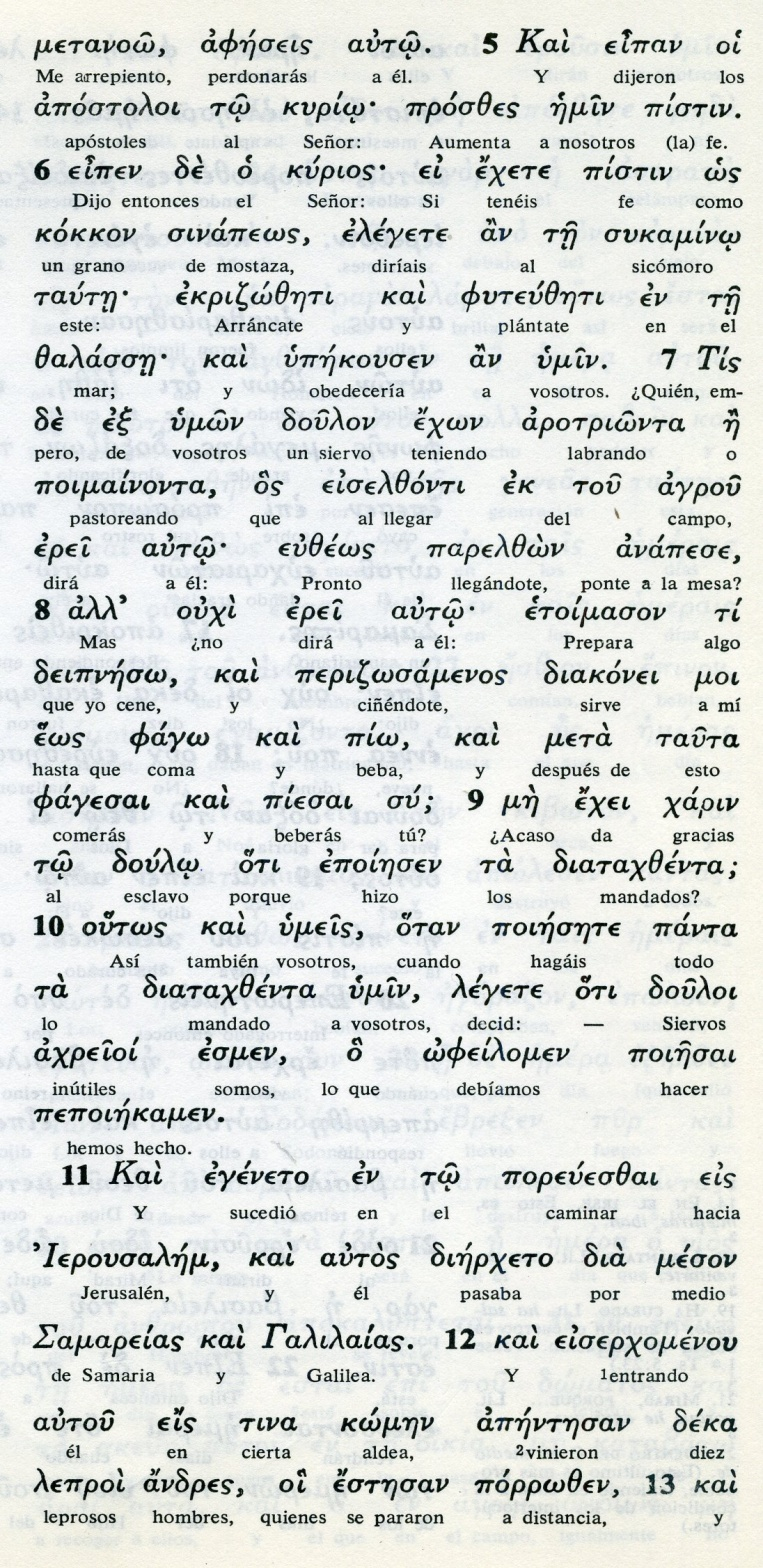 μετανοῶ, ἀφήσεις αὐτῷ. 5 Καὶ εἶπαν οἱ
Me arrepiento, perdonarás a él. Y dijeron los
ἀπόστολοι τῷ κυρίῳ· πρόσθες ἡμῖν πίστιν.
apóstoles al Señor: Aumenta a nosotros (la) fe.
6 εἶπεν δὲ ὁ κύριος· εἰ ἔχετε πίστιν ὡς
Dijo entonces el Señor: Si tenéis fe como
κόκκον σινάπεως, ἐλέγετε ἂν τῇ συκαμίνῳ
un grano de mostaza, diríais al sicómoro
ταύτῃ· ἐκριζώθητι καὶ φυτεύθητι ἐν τῇ
este: Arráncate y plántate en el
θαλάσσῃ· καὶ ὑπήκουσεν ἂν ὑμῖν. 7 Τίς
mar; y obedecería a vosotros. ¿Quién, em-
δὲ ἐξ ὑμῶν δοῦλον ἔχων ἀροτριῶντα ἢ
pero, de vosotros un siervo teniendo labrando o
ποιμαίνοντα, ὃς εἰσελθόντι ἐκ τοῦ ἀγροῦ
pastoreando que al llegar del campo,
ἐρεῖ αὐτῷ· εὐθέως παρελθὼν ἀνάπεσε,
dirá a él: Pronto llegándote, ponte a la mesa?
8 ἀλλ’ οὐχὶ ἐρεῖ αὐτῷ· ἑτοίμασον τί
Mas ¿no dirá a él: Prepara algo
δειπνήσω, καὶ περιζωσάμενος διακόνει μοι
que yo cene, y ciñéndote, sirve a mí
ἕως φάγω καὶ πίω, καὶ μετὰ ταῦτα
hasta que coma y beba, y después de esto
φάγεσαι καὶ πίεσαι σύ; 9 μὴ ἔχει χάριν
comerás y beberás tú? ¿Acaso da gracias
τῷ δούλῳ ὅτι ἐποίησεν τὰ διαταχθέντα;
al esclavo porque hizo los mandados?
10 οὕτως καὶ ὑμεῖς, ὅταν ποιήσητε πάντα
Así también vosotros, cuando hagáis todo
τὰ διαταχθέντα ὑμῖν, λέγετε ὅτι δοῦλοι
lo mandado a vosotros, decid: — Siervos
ἀχρεῖοί ἐσμεν, ὃ ὠφείλομεν ποιῆσαι
inútiles somos, lo que debíamos hacer
πεποιήκαμεν.
hemos hecho.
11 Καὶ ἐγένετο ἐν τῷ πορεύεσθαι εἰς
Y sucedió en el caminar hacia
Ἰερουσαλήμ, καὶ αὐτὸς διήρχετο διὰ μέσον
Jerusalén, y él pasaba por medio
Σαμαρείας καὶ Γαλιλαίας. 12 καὶ εἰσερχομένου
de Samaria y Galilea. Y 1entrando
αὐτοῦ εἴς τινα κώμην ἀπήντησαν δέκα
él en cierta aldea, 2vinieron diez
λεπροὶ ἄνδρες, οἳ ἔστησαν πόρρωθεν, 13 καὶ
leprosos hombres, quienes se pararon a distancia, y